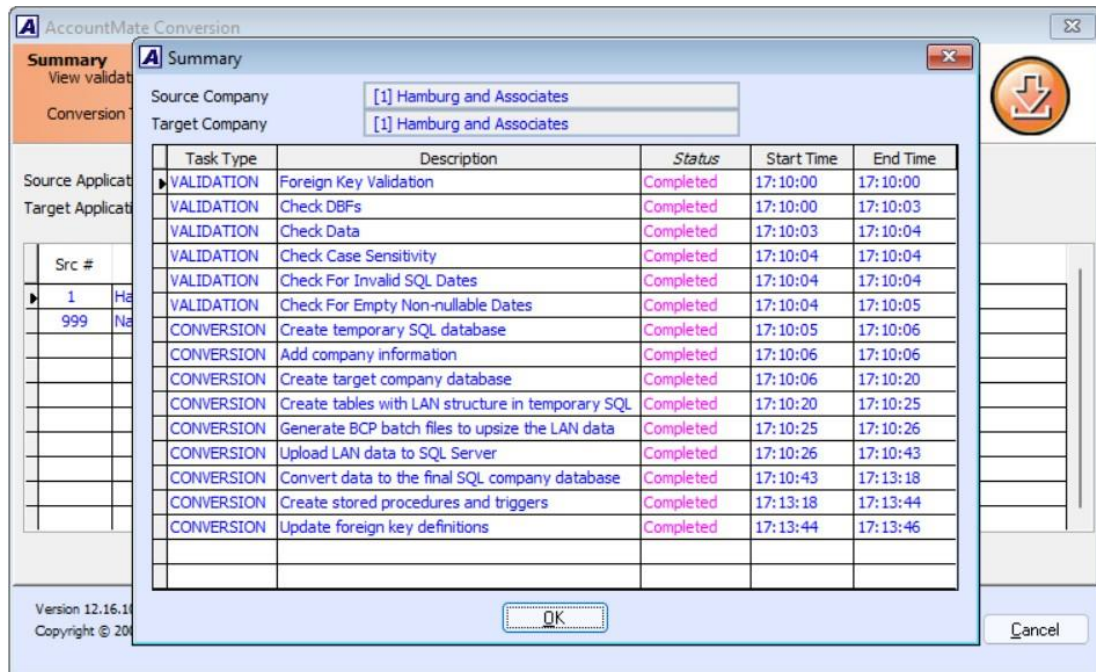 AccountMate Conversion
Summary
View validat
Conversion
Source Applicat
Target Applicati
Src #
1 Ha
999 Na
Version 12.16.10
Copyright © 200
Cancel
Summary
Source Company [1] Hamburg and Associates
Target Company [1] Hamburg and Associates
Task Type Description Status Start Time End Time
VALIDATION Foreign Key Validation Completed 17:10:00 17:10:00
VALIDATION Check DBFs Completed 17:10:00 17:10:03
VALIDATION Check Data Completed 17:10:03 17:10:04
VALIDATION Check Case Sensitivity Completed 17:10:04 17:10:04
VALIDATION Check For Invalid SQL Dates Completed 17:10:04 17:10:04
VALIDATION Check For Empty Non-nullable Dates Completed 17:10:04 17:10:05
CONVERSION Create temporary SQL database Completed 17:10:05 17:10:06
CONVERSION Add company information Completed 17:10:06 17:10:06
CONVERSION Create target company database Completed 17:10:06 17:10:20
CONVERSION Create tables with LAN structure in temporary SQL Completed 17:10:20 17:10:25
CONVERSION Generate BCP batch files to upsize the LAN data Completed 17:10:25 17:10:26
CONVERSION Upload LAN data to SQL Server Completed 17:10:26 17:10:43
CONVERSION Convert data to the final SQL company database Completed 17:10:43 17:13:18
CONVERSION Create stored procedures and triggers Completed 17:13:18 17:13:44
CONVERSION Update foreign key definitions Completed 17:13:44 17:13:46
OK